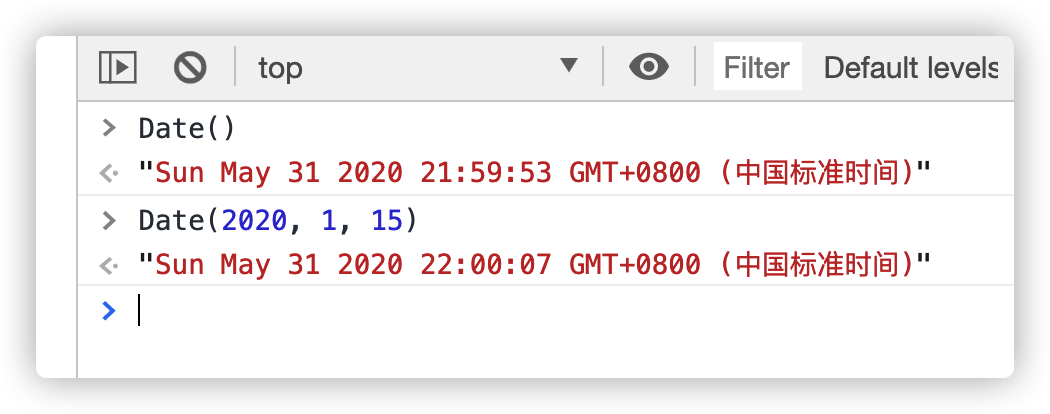 top Filter Default levels
> Date()
"Sun May 31 2020 21:59:53 GMT+0800 (中国标准时间)"
> Date(2020, 1, 15)
"Sun May 31 2020 22:00:07 GMT+0800 (中国标准时间)"
>